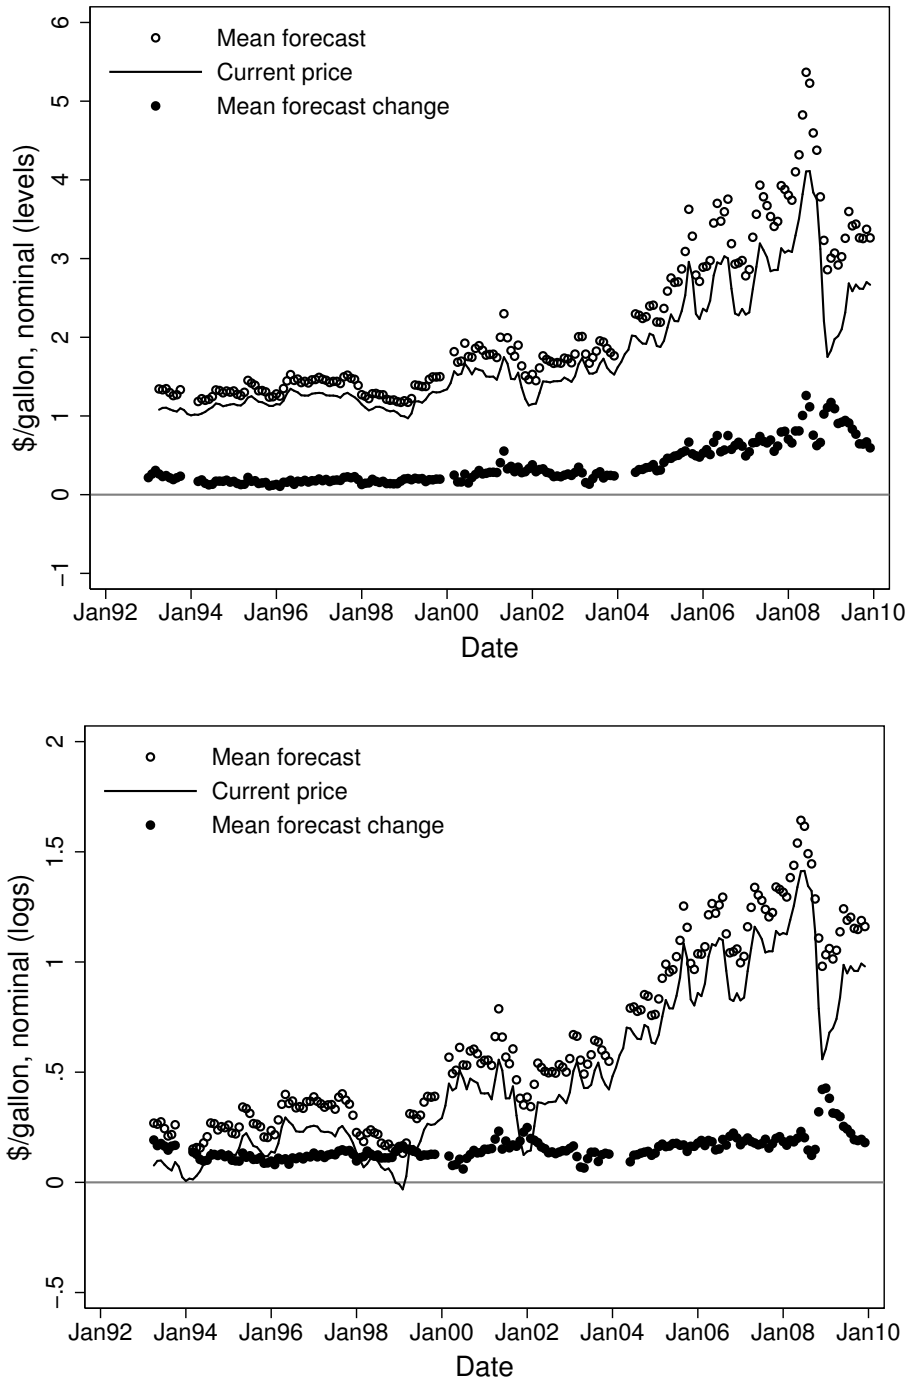 Mean forecast
Current price
Mean forecast change
$/gallon, nominal (levels)
6
5
4
3
2
1
0
−1
Jan92 Jan94 Jan96 Jan98 Jan00 Jan02 Jan04 Jan06 Jan08 Jan10
Date
Mean forecast
Current price
Mean forecast change
$/gallon, nominal (logs)
2
1.5
1
.5
0
−.5
Jan92 Jan94 Jan96 Jan98 Jan00 Jan02 Jan04 Jan06 Jan08 Jan10
Date